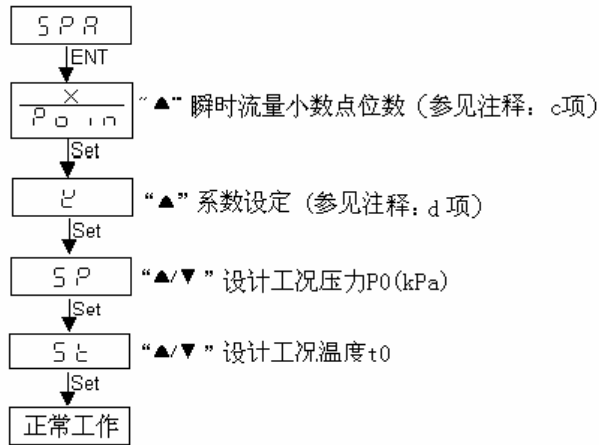 SPA
ENT
X
Poin “▲” 瞬时流量小数点位数（参见注释：c项）
Set
K “▲” 系数设定（参见注释：d 项）
Set
SP “▲/▼ ” 设计工况压力P0(kPa)
Set
St “▲/▼ ” 设计工况温度t0
Set
正常工作